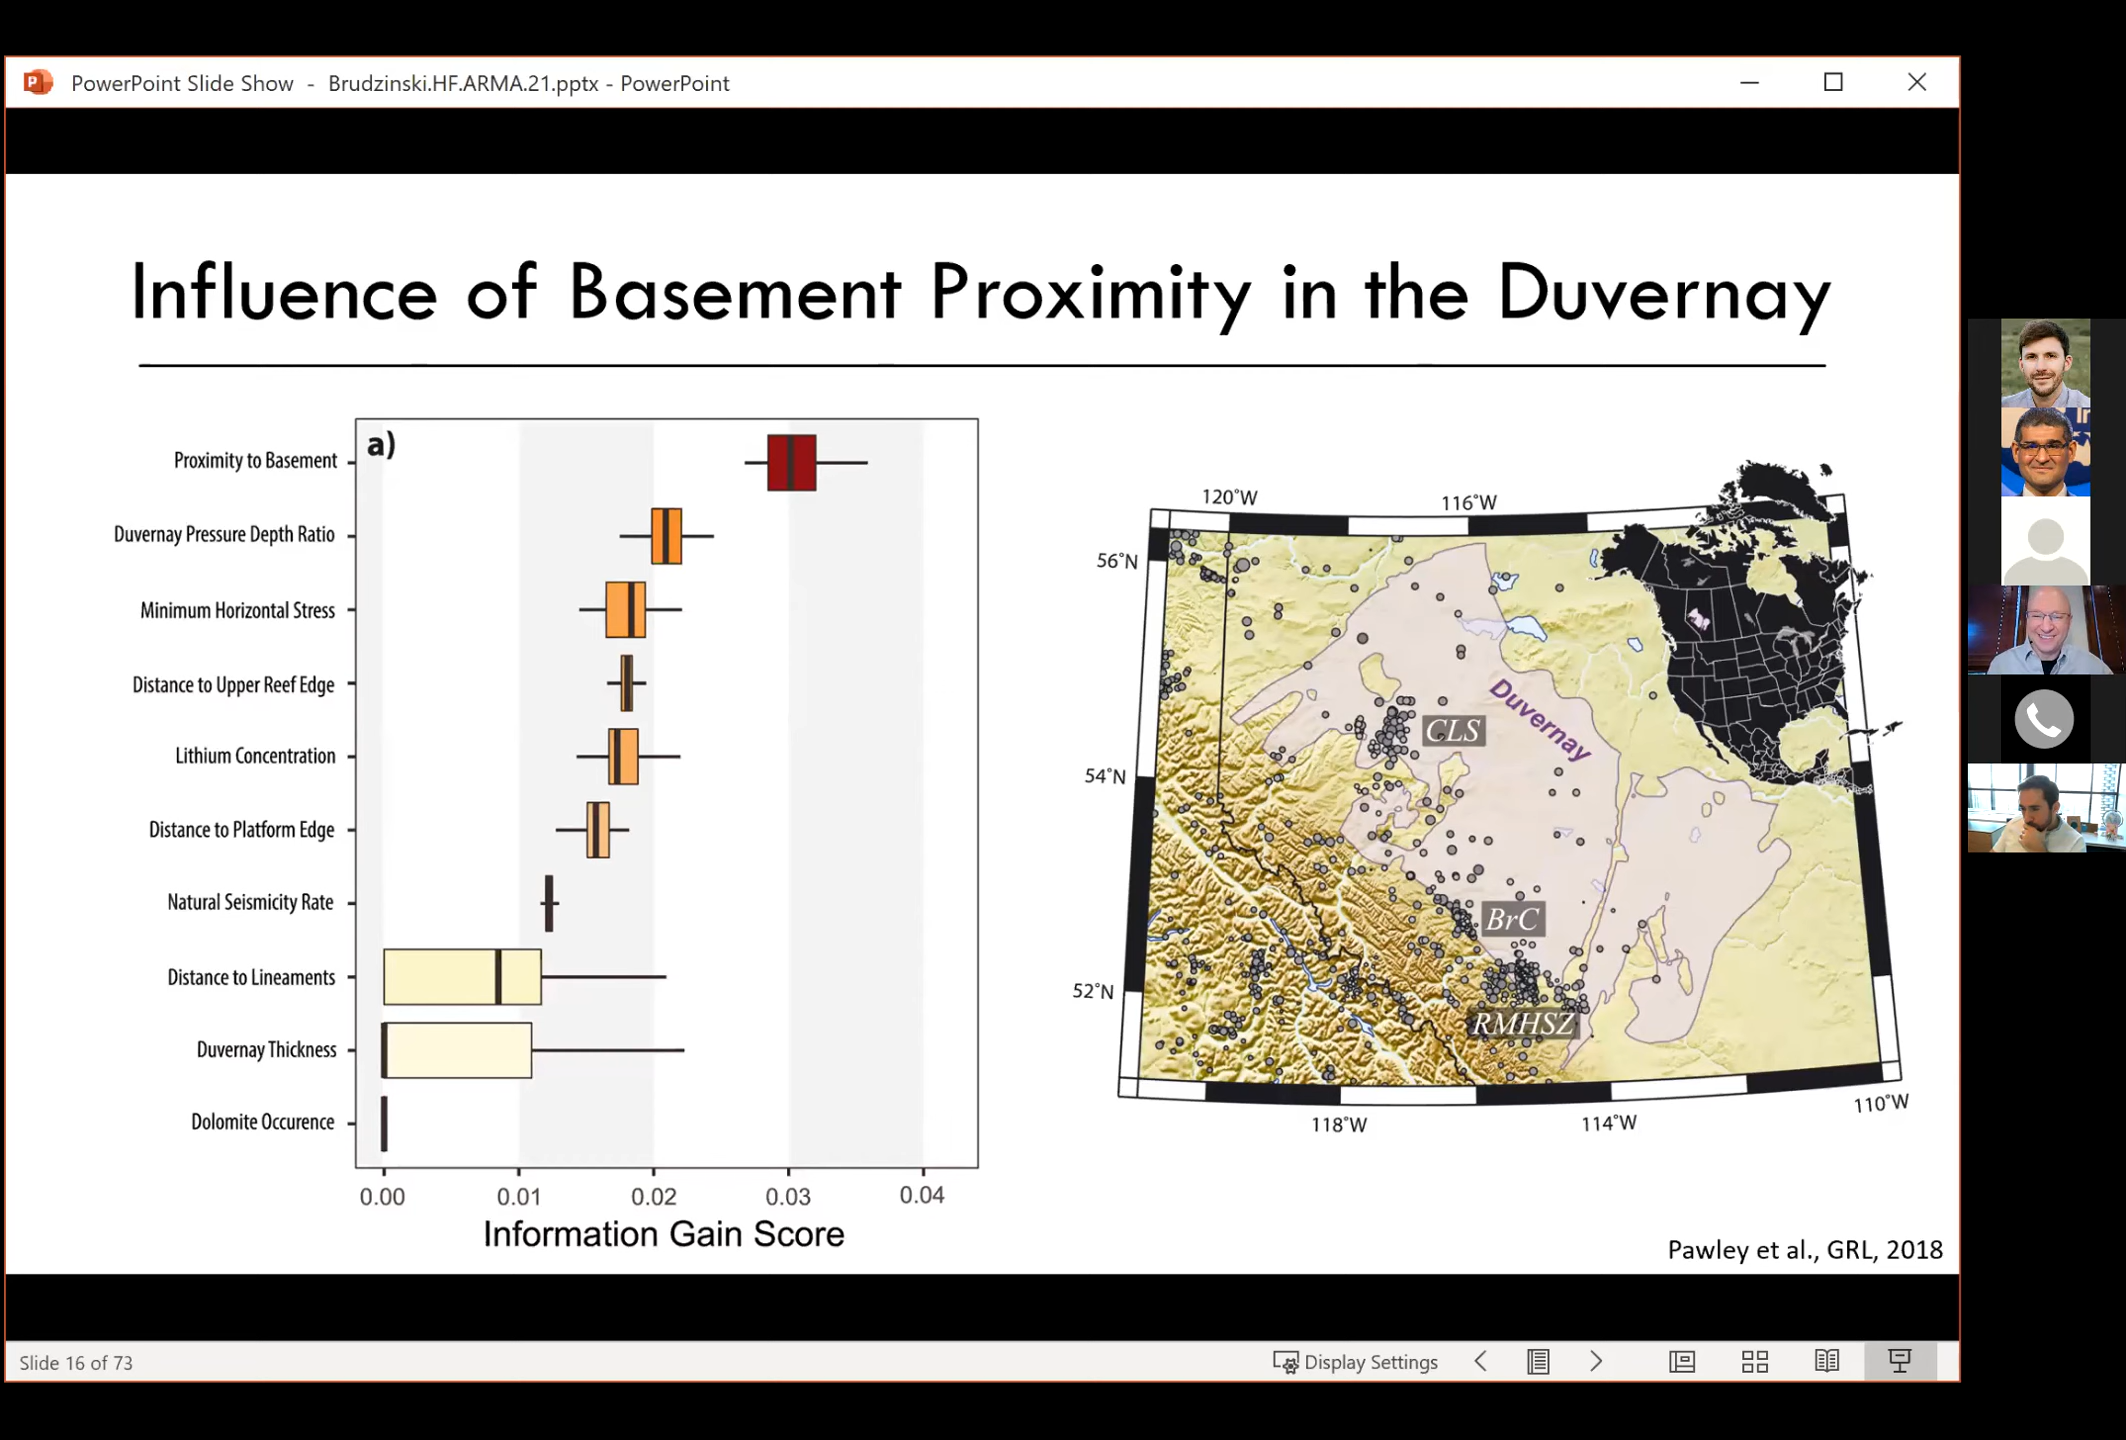 PowerPoint Slide Show - Brudzinski.HF.ARMA.21.pptx - PowerPoint
Influence of Basement Proximity in the Duvernay
a)
Proximity to Basement
Duvernay Pressure Depth Ratio
Minimum Horizontal Stress
Distance to Upper Reef Edge
Lithium Concentration
Distance to Platform Edge
Natural Seismicity Rate
Distance to Lineaments
Duvernay Thickness
Dolomite Occurence
0.00 0.01 0.02 0.03 0.04
Information Gain Score
120°W 116°W
56°N
54°N
52°N
Duvernay
CLS
BrC
RMHSZ
118°W 114°W 110°W
Pawley et al., GRL, 2018
Slide 16 of 73
Display Settings